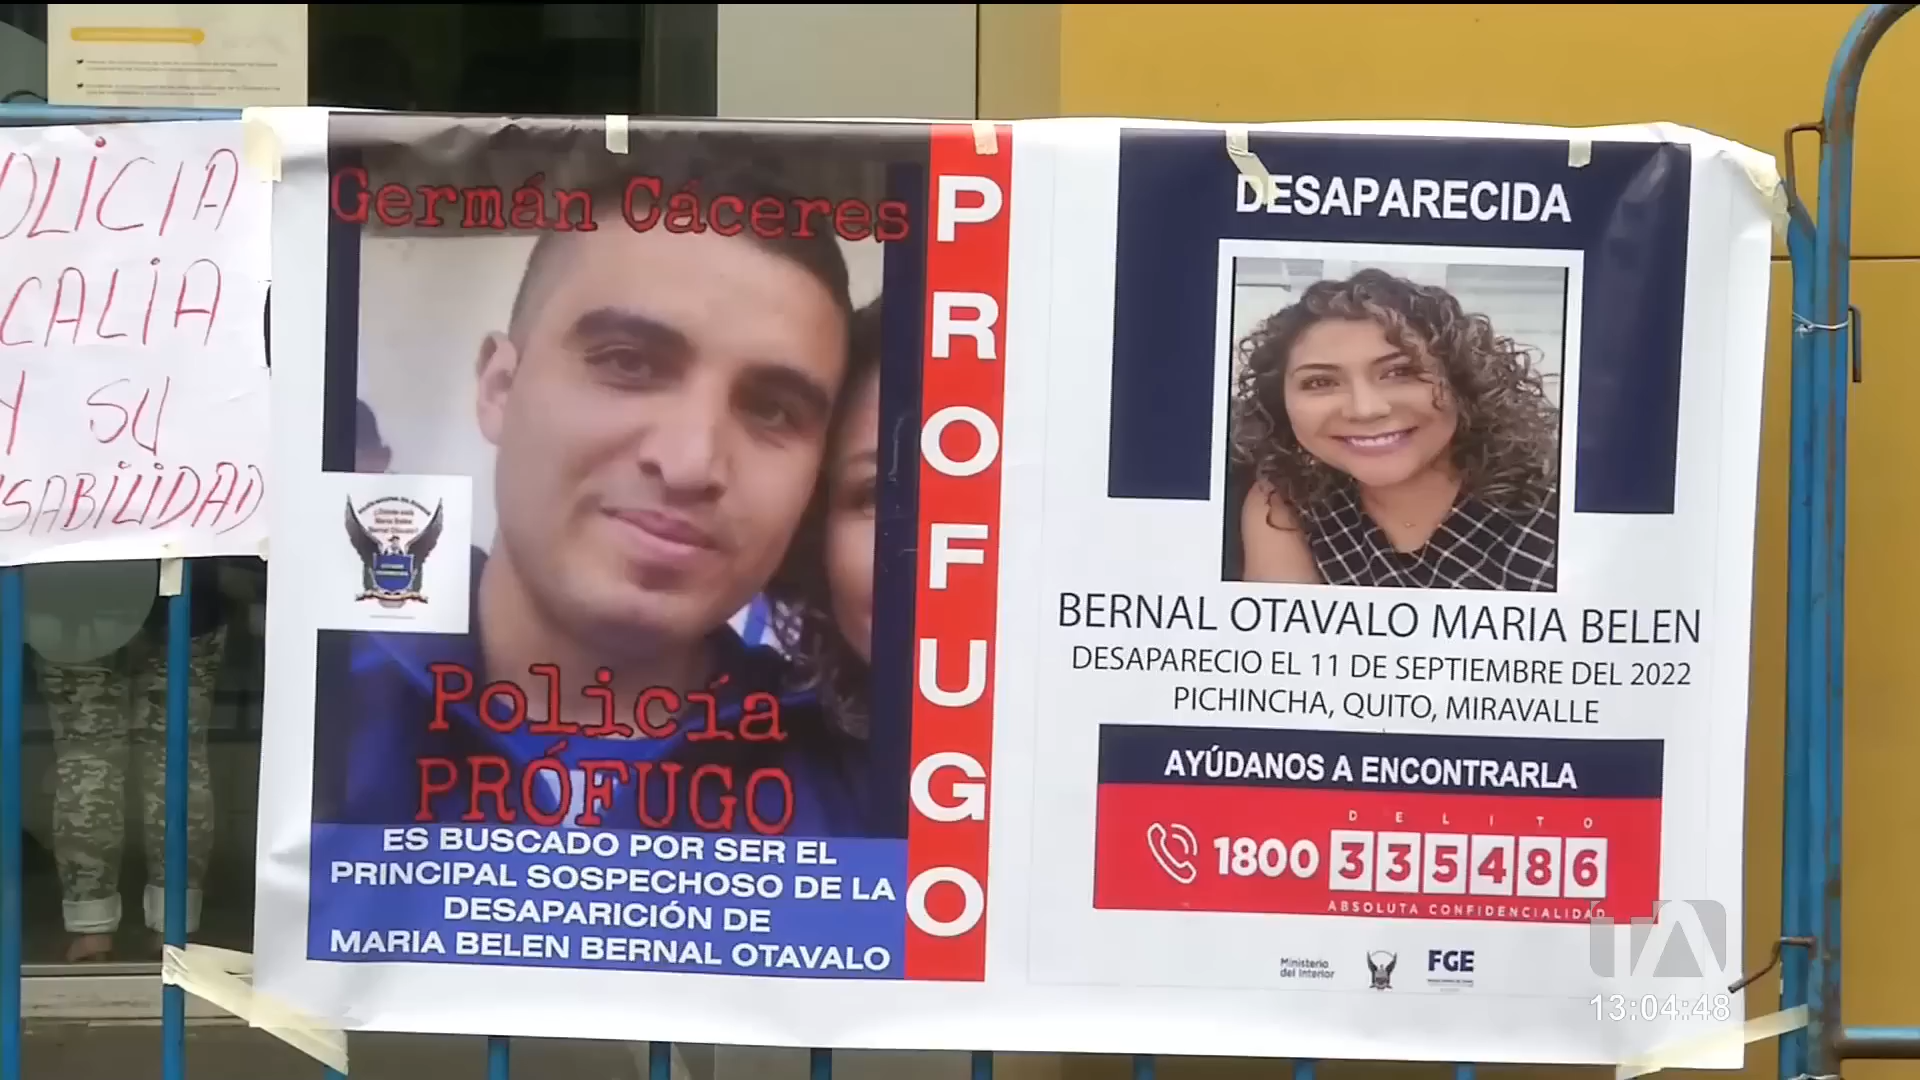 OLICIA
CALIA
Y SU
SABILIDAD
Germán Cáceres
Policía
PRÓFUGO
ES BUSCADO POR SER EL
PRINCIPAL SOSPECHOSO DE LA
DESAPARICIÓN DE
MARIA BELEN BERNAL OTAVALO
PROFUGO
DESAPARECIDA
BERNAL OTAVALO MARIA BELEN
DESAPARECIO EL 11 DE SEPTIEMBRE DEL 2022
PICHINCHA, QUITO, MIRAVALLE
AYÚDANOS A ENCONTRARLA
DELITO
1800 335486
ABSOLUTA CONFIDENCIALIDAD
Ministerio
del Interior
FGE
TA
13:04:48